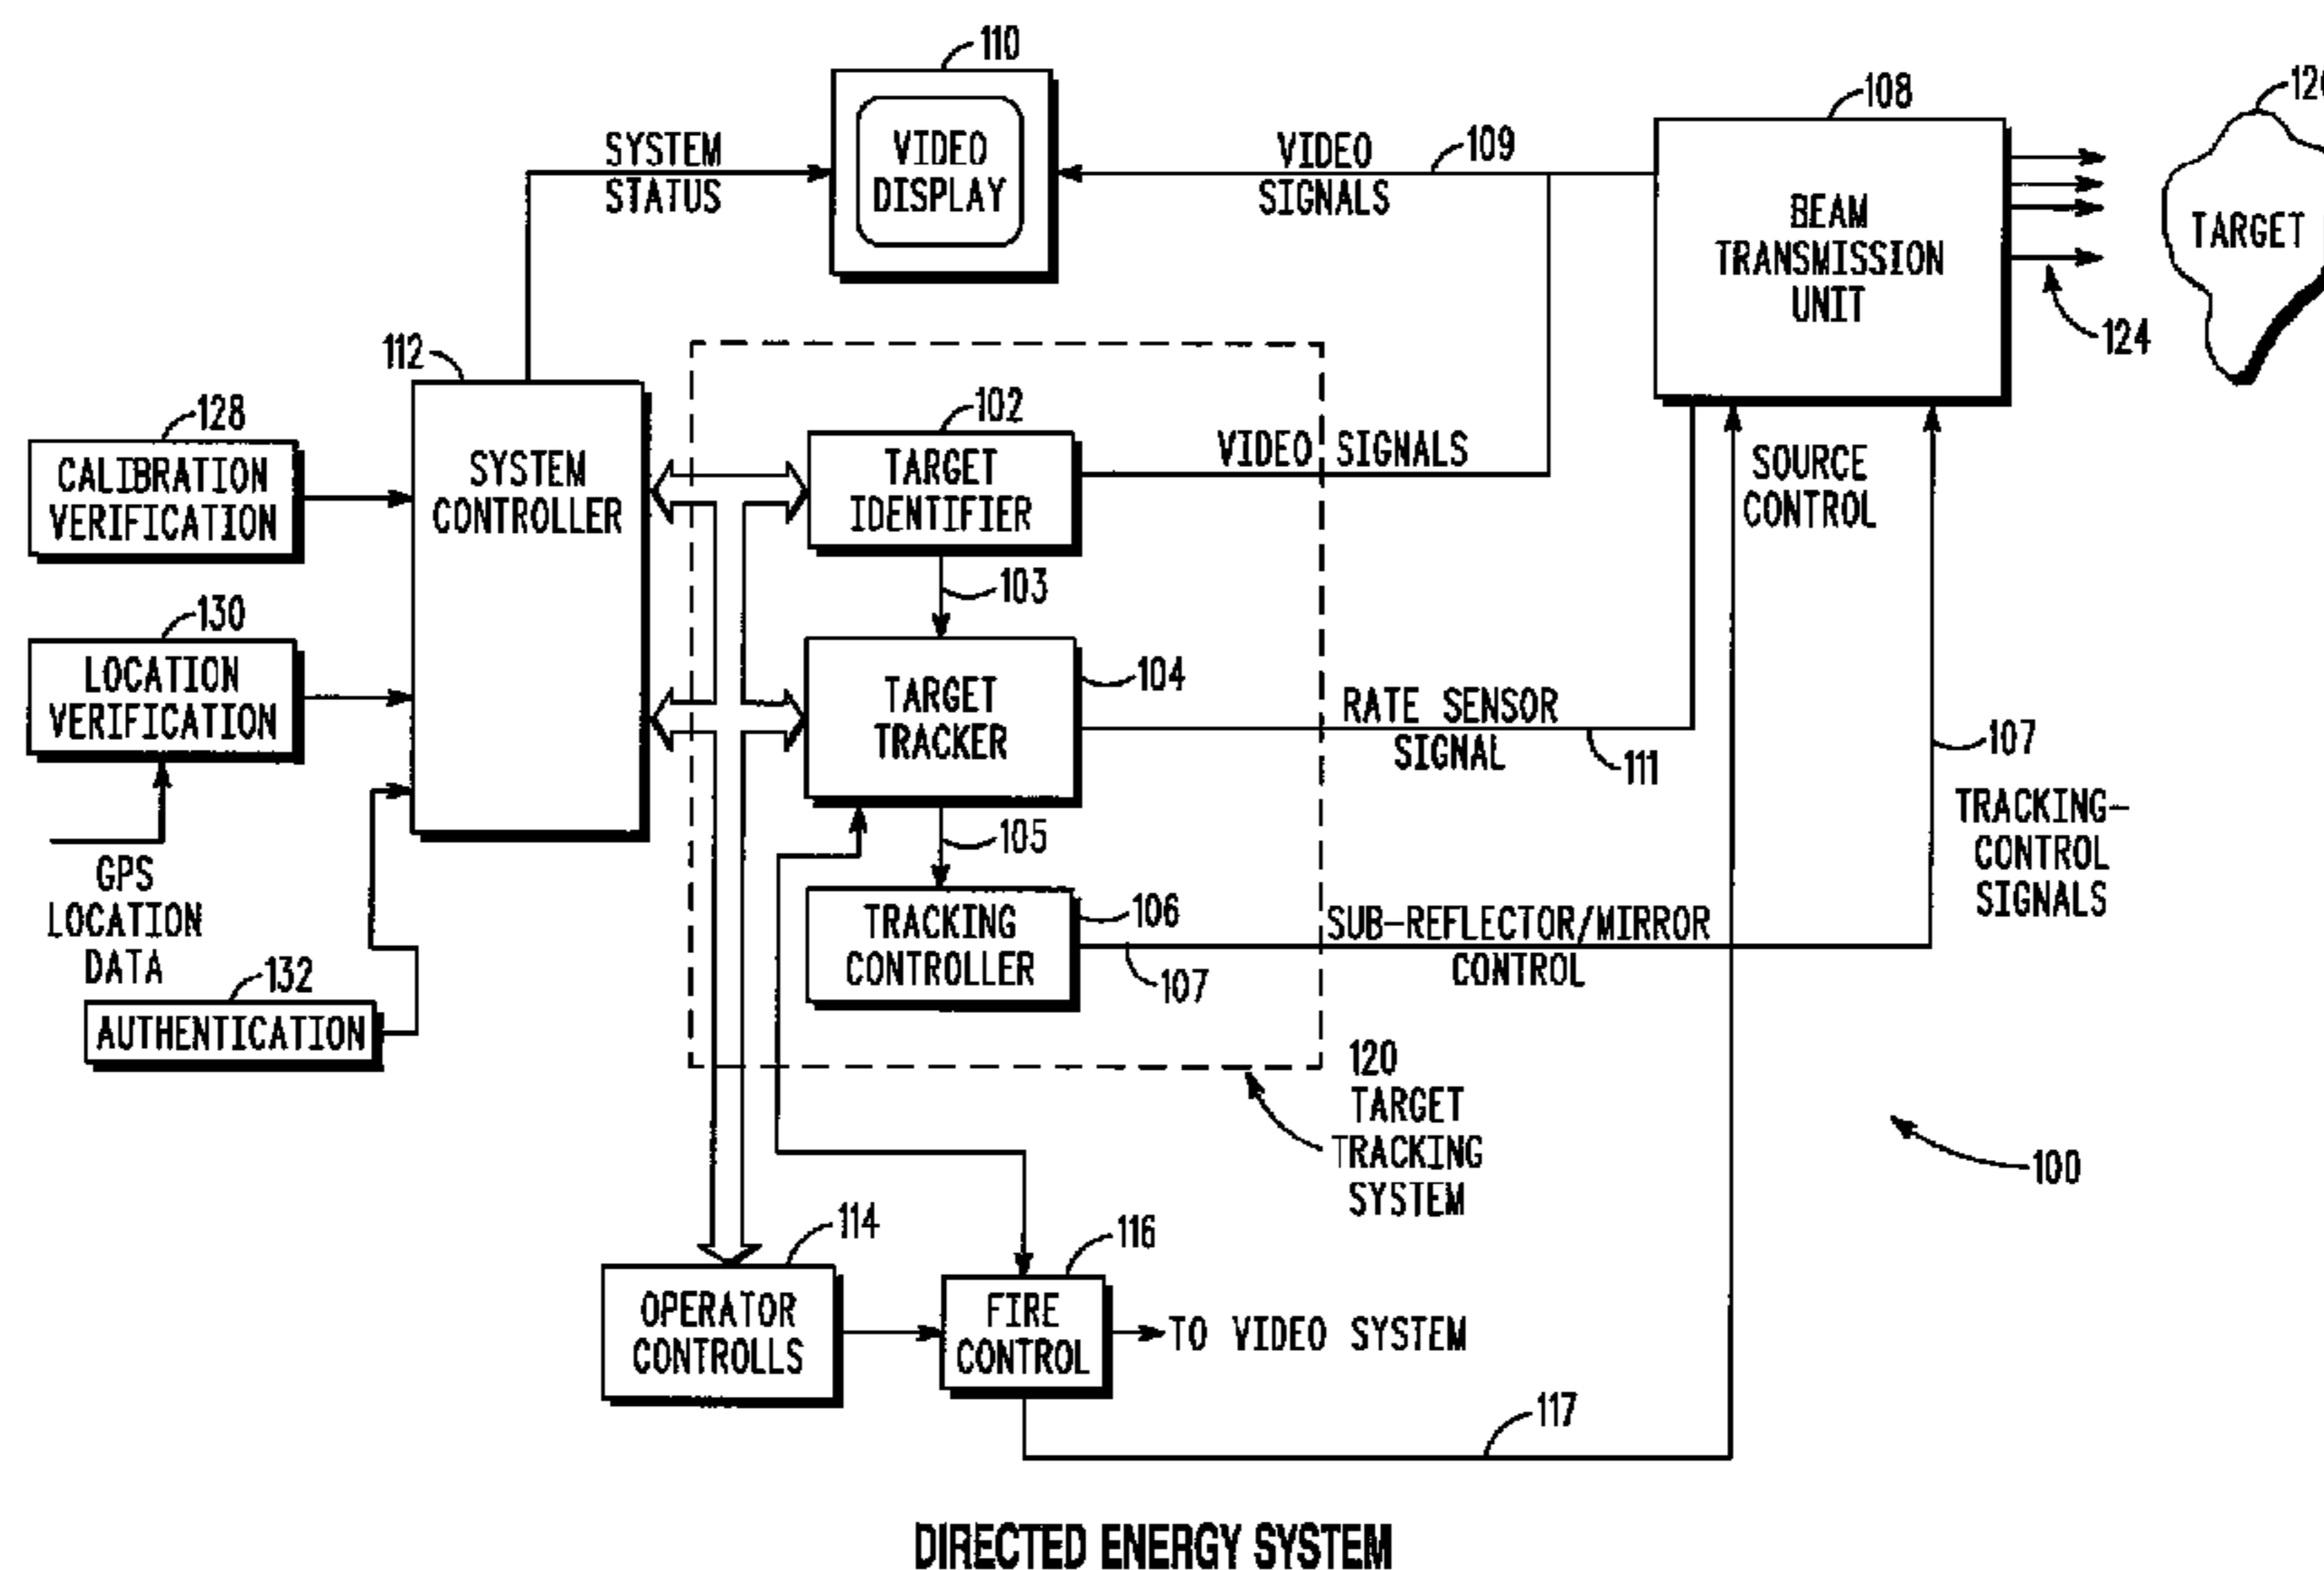 110
108
VIDEO
DISPLAY
SYSTEM
STATUS
VIDEO
SIGNALS
109
BEAM
TRANSMISSION
UNIT
TARGET
124
112
128
CALIBRATION
VERIFICATION
SYSTEM
CONTROLLER
102
TARGET
IDENTIFIER
VIDEO SIGNALS
SOURCE
CONTROL
103
130
LOCATION
VERIFICATION
104
TARGET
TRACKER
RATE SENSOR
SIGNAL
111
107
TRACKING-
CONTROL
SIGNALS
105
GPS
LOCATION
DATA
106
TRACKING
CONTROLLER
107
SUB-REFLECTOR/MIRROR
CONTROL
132
AUTHENTICATION
120
TARGET
TRACKING
SYSTEM
100
114
OPERATOR
CONTROLLS
116
FIRE
CONTROL
TO VIDEO SYSTEM
117
DIRECTED ENERGY SYSTEM